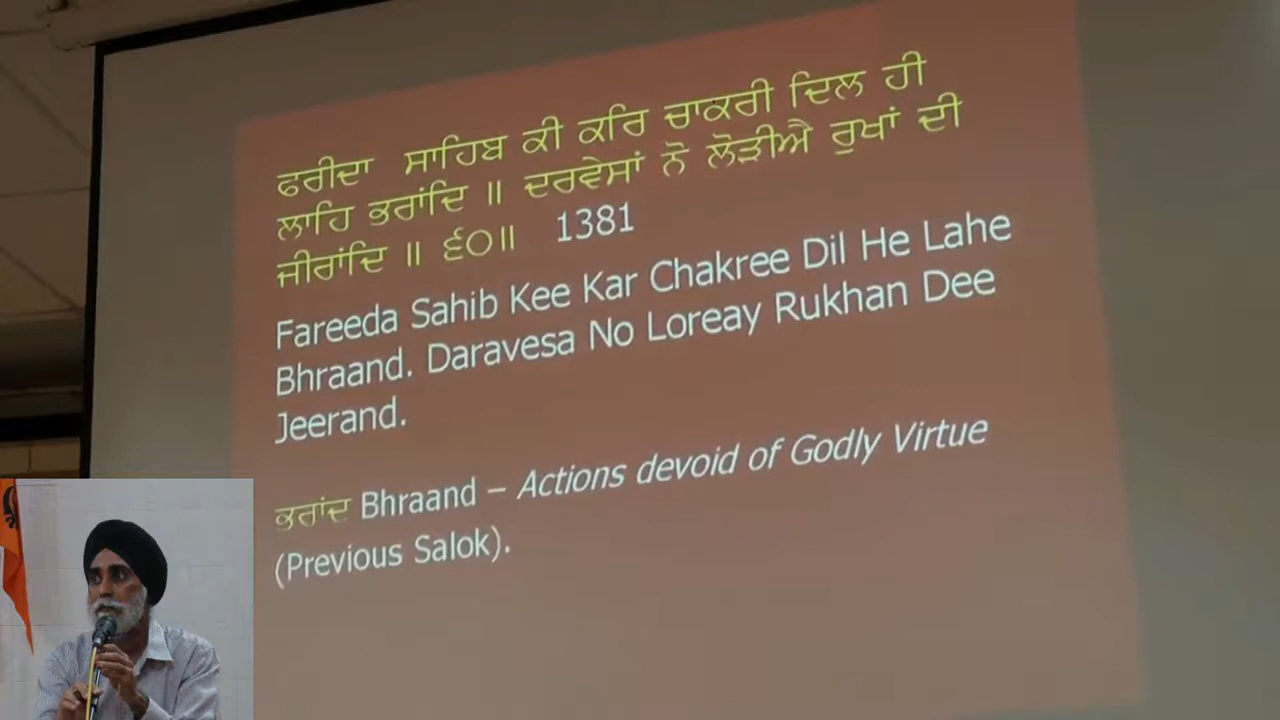 ਫਰੀਦਾ ਸਾਹਿਬ ਕੀ ਕਰਿ ਚਾਕਰੀ ਦਿਲ ਹੀ
ਲਾਹਿ ਭਰਾਂਦਿ ॥ ਦਰਵੇਸਾਂ ਨੋ ਲੋੜੀਐ ਰੁਖਾਂ ਦੀ
ਜੀਰਾਂਦਿ ॥ ੬੦॥ 1381
Fareeda Sahib Kee Kar Chakree Dil He Lahe
Bhraand. Daravesa No Loreay Rukhan Dee
Jeerand.
ਭਰਾਂਦ Bhraand – Actions devoid of Godly Virtue
(Previous Salok).